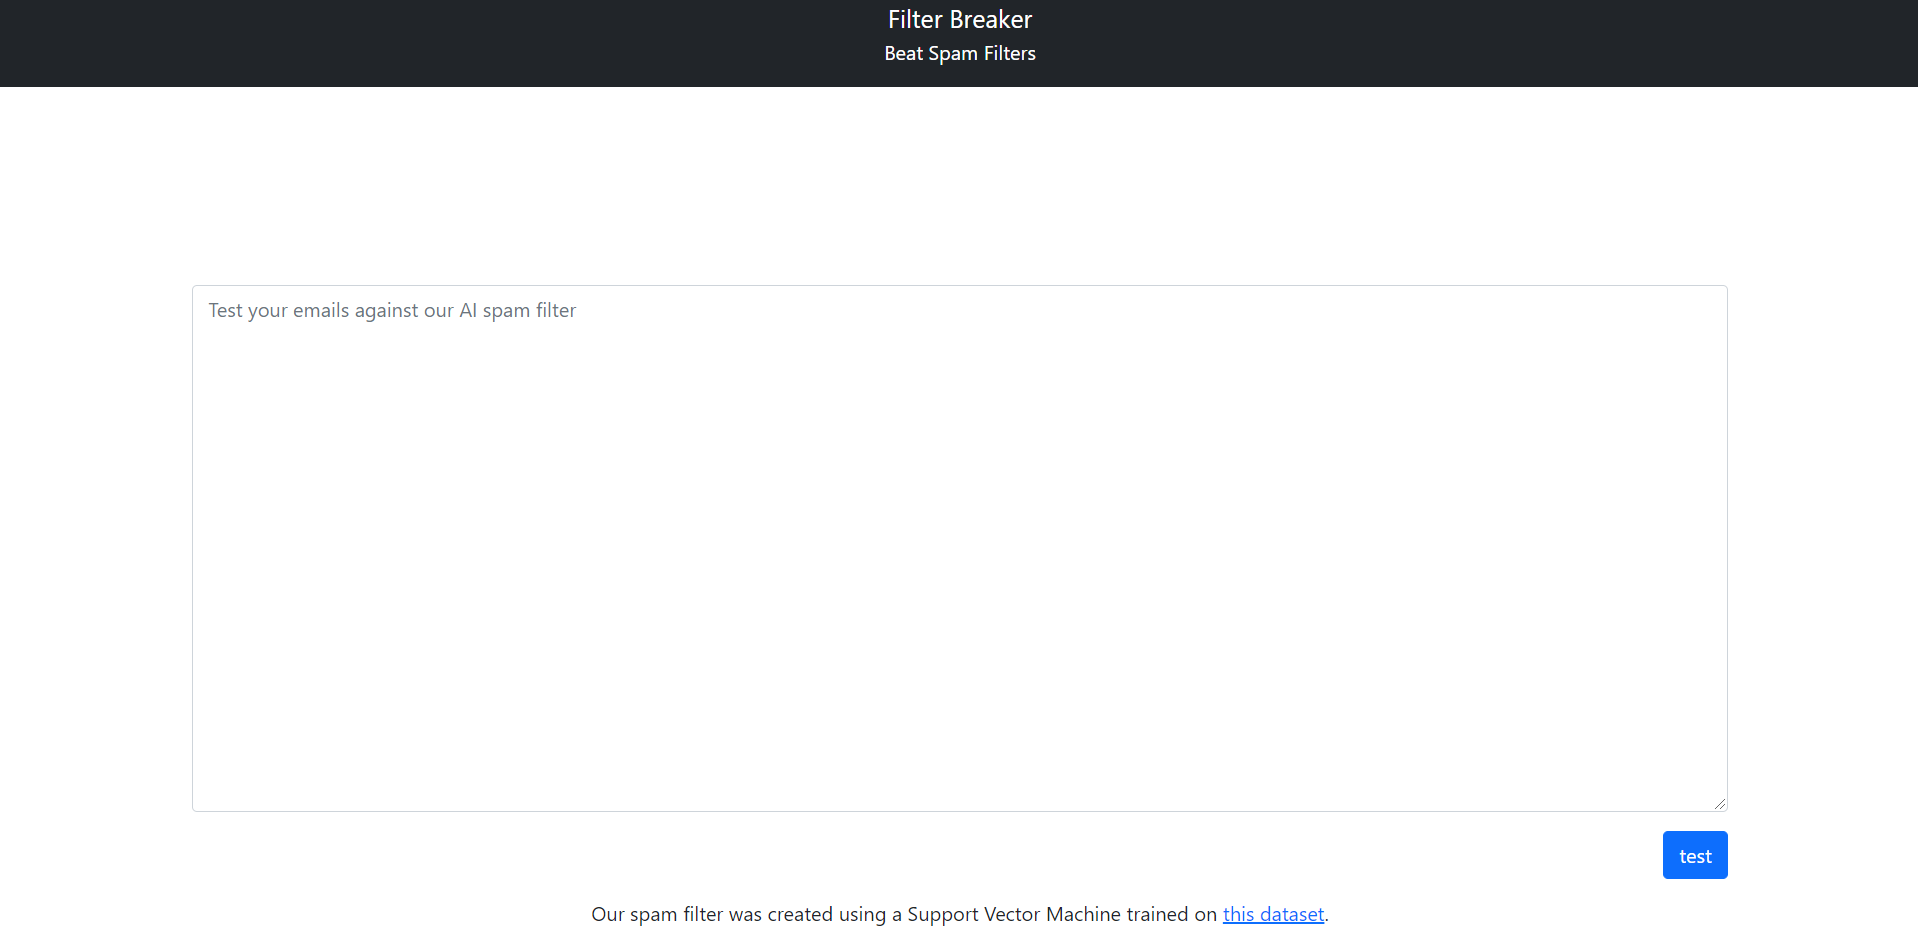 Filter Breaker
Beat Spam Filters
Test your emails against our AI spam filter
test
Our spam filter was created using a Support Vector Machine trained on this dataset.